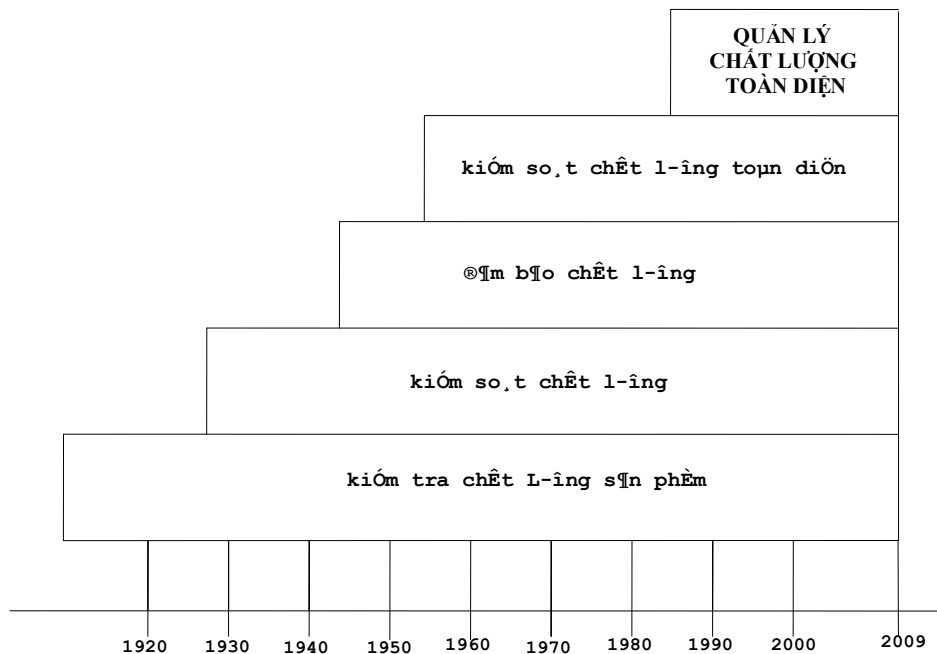 QUẢN LÝ
CHẤT LƯỢNG
TOÀN DIỆN
kiÓm so¸t chÊt l-îng toµn diÖn
®¶m b¶o chÊt l-îng
kiÓm so¸t chÊt l-îng
kiÓm tra chÊt L-îng s¶n phÈm
1920 1930 1940 1950 1960 1970 1980 1990 2000 2009